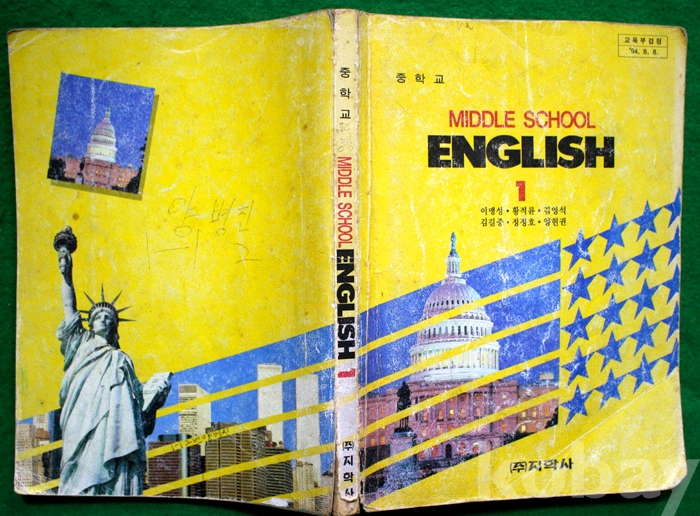 교육부검정
'94. 8. 8.
중학교
MIDDLE SCHOOL
ENGLISH
1
이맹성・황적륜・김영석
김길중・정정호・양현권
(주)지학사
중학교
MIDDLE SCHOOL
ENGLISH
1
(주)지학사